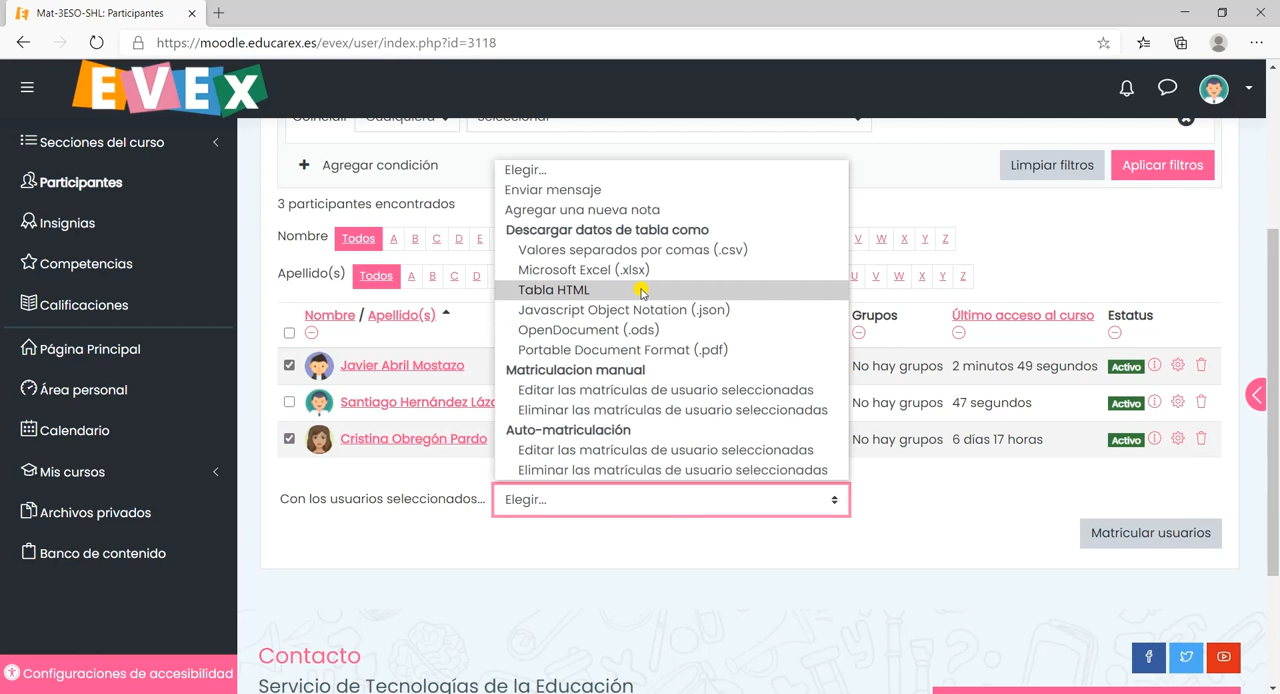 Mat-3ESO-SHL: Participantes
https://moodle.educarex.es/evex/user/index.php?id=3118
EVEX
Secciones del curso
Participantes
Insignias
Competencias
Calificaciones
Página Principal
Área personal
Calendario
Mis cursos
Archivos privados
Banco de contenido
Configuraciones de accesibilidad
Coincidir Cualquiera Seleccionar
Agregar condición
Limpiar filtros Aplicar filtros
3 participantes encontrados
Nombre Todos A B C D E V W X Y Z
Apellido(s) Todos A B C D U V W X Y Z
Nombre / Apellido(s) Grupos Último acceso al curso Estatus
Javier Abril Mostazo No hay grupos 2 minutos 49 segundos Activo
Santiago Hernández Láza No hay grupos 47 segundos Activo
Cristina Obregón Pardo No hay grupos 6 días 17 horas Activo
Elegir...
Enviar mensaje
Agregar una nueva nota
Descargar datos de tabla como
Valores separados por comas (.csv)
Microsoft Excel (.xlsx)
Tabla HTML
Javascript Object Notation (.json)
OpenDocument (.ods)
Portable Document Format (.pdf)
Matriculacion manual
Editar las matrículas de usuario seleccionadas
Eliminar las matrículas de usuario seleccionadas
Auto-matriculación
Editar las matrículas de usuario seleccionadas
Eliminar las matrículas de usuario seleccionadas
Con los usuarios seleccionados... Elegir...
Matricular usuarios
Contacto
Servicio de Tecnologías de la Educación